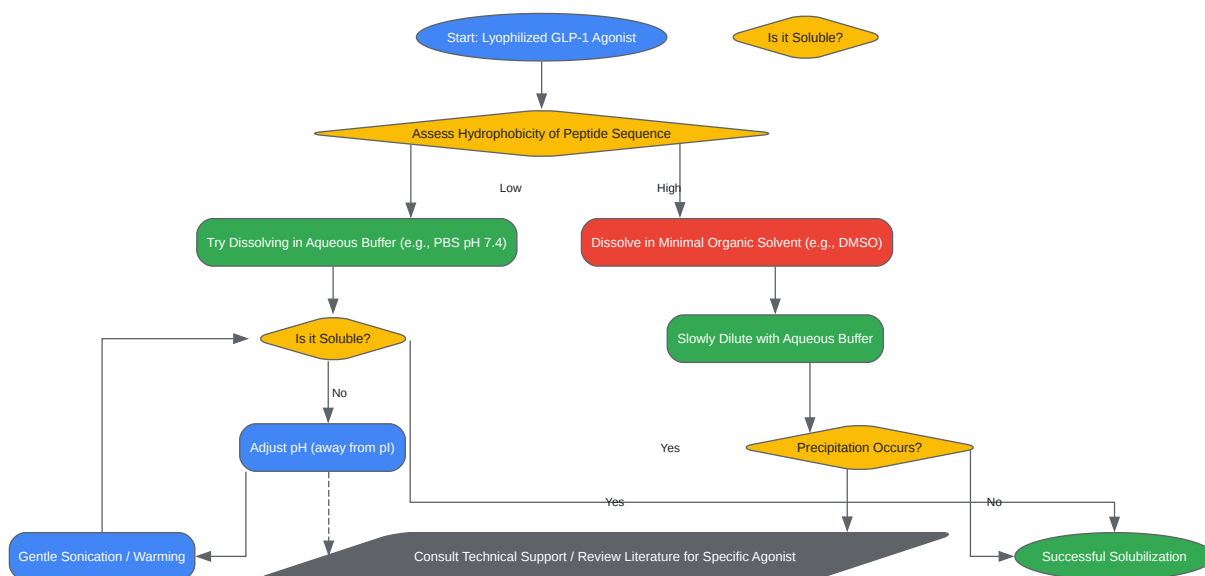 Start: Lyophilized GLP-1 Agonist
Is it Soluble?
Assess Hydrophobicity of Peptide Sequence
Low
High
Try Dissolving in Aqueous Buffer (e.g., PBS pH 7.4)
Dissolve in Minimal Organic Solvent (e.g., DMSO)
Is it Soluble?
Slowly Dilute with Aqueous Buffer
No
Adjust pH (away from pI)
Yes
Precipitation Occurs?
Yes
No
Gentle Sonication / Warming
Consult Technical Support / Review Literature for Specific Agonist
Successful Solubilization